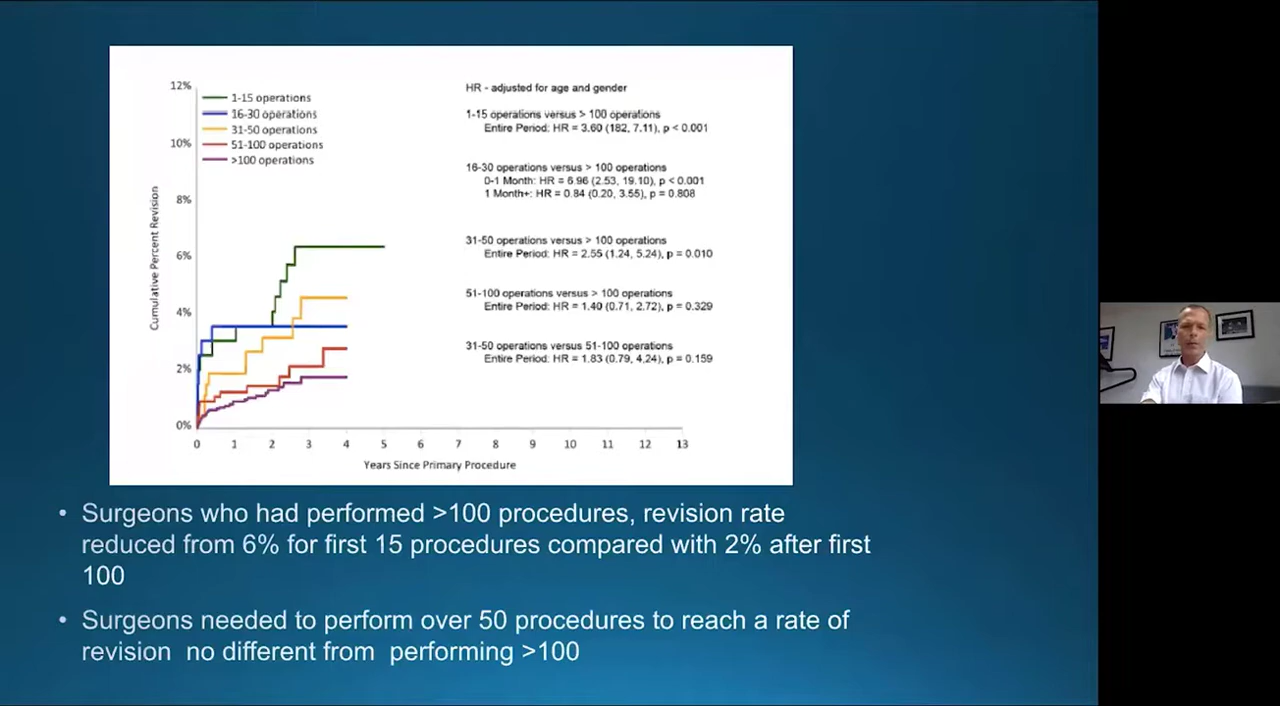 12%
10%
8%
6%
4%
2%
0%
Cumulative Percent Revision
1-15 operations
16-30 operations
31-50 operations
51-100 operations
>100 operations
0 1 2 3 4 5 6 7 8 9 10 11 12 13
Years Since Primary Procedure
HR - adjusted for age and gender
1-15 operations versus > 100 operations
Entire Period: HR = 3.60 (182, 7.11), p < 0.001
16-30 operations versus > 100 operations
0-1 Month: HR = 6.96 (2.53, 19.10), p < 0.001
1 Month+: HR = 0.84 (0.20, 3.55), p = 0.808
31-50 operations versus > 100 operations
Entire Period: HR = 2.55 (1.24, 5.24), p = 0.010
51-100 operations versus > 100 operations
Entire Period: HR = 1.40 (0.71, 2.72), p = 0.329
31-50 operations versus 51-100 operations
Entire Period: HR = 1.83 (0.79, 4.24), p = 0.159
• Surgeons who had performed >100 procedures, revision rate
reduced from 6% for first 15 procedures compared with 2% after first
100
• Surgeons needed to perform over 50 procedures to reach a rate of
revision no different from performing >100